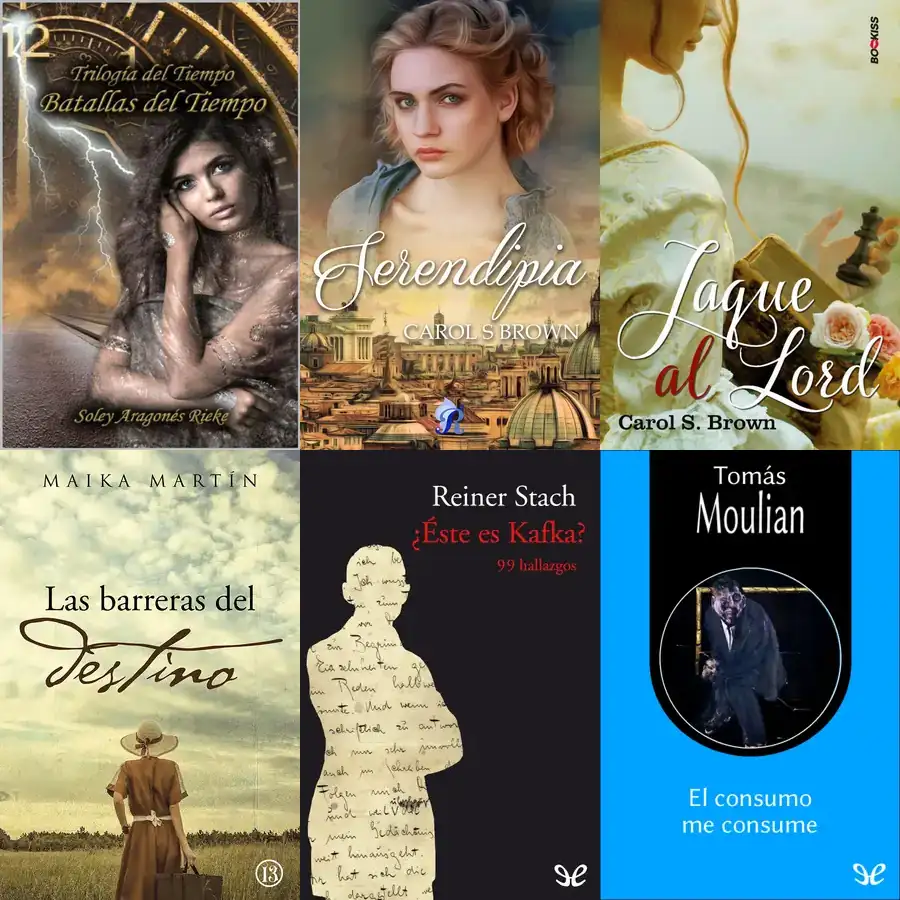 12
Trilogía del Tiempo
Batallas del Tiempo
Soley Aragonés Rieke
Serendipia
CAROL S BROWN
R
BOOKISS
Jaque
al Lord
Carol S. Brown
MAIKA MARTÍN
Las barreras del
destino
13
Reiner Stach
¿Éste es Kafka?
99 hallazgos
Tomás
Moulian
El consumo
me consume